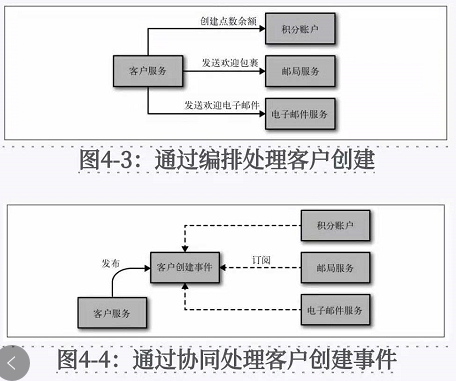 创建点数余额
积分账户
客户服务
发送欢迎包裹
邮局服务
发送欢迎电子邮件
电子邮件服务
图4-3：通过编排处理客户创建
积分账户
发布
客户创建事件
订阅
邮局服务
客户服务
电子邮件服务
图4-4：通过协同处理客户创建事件